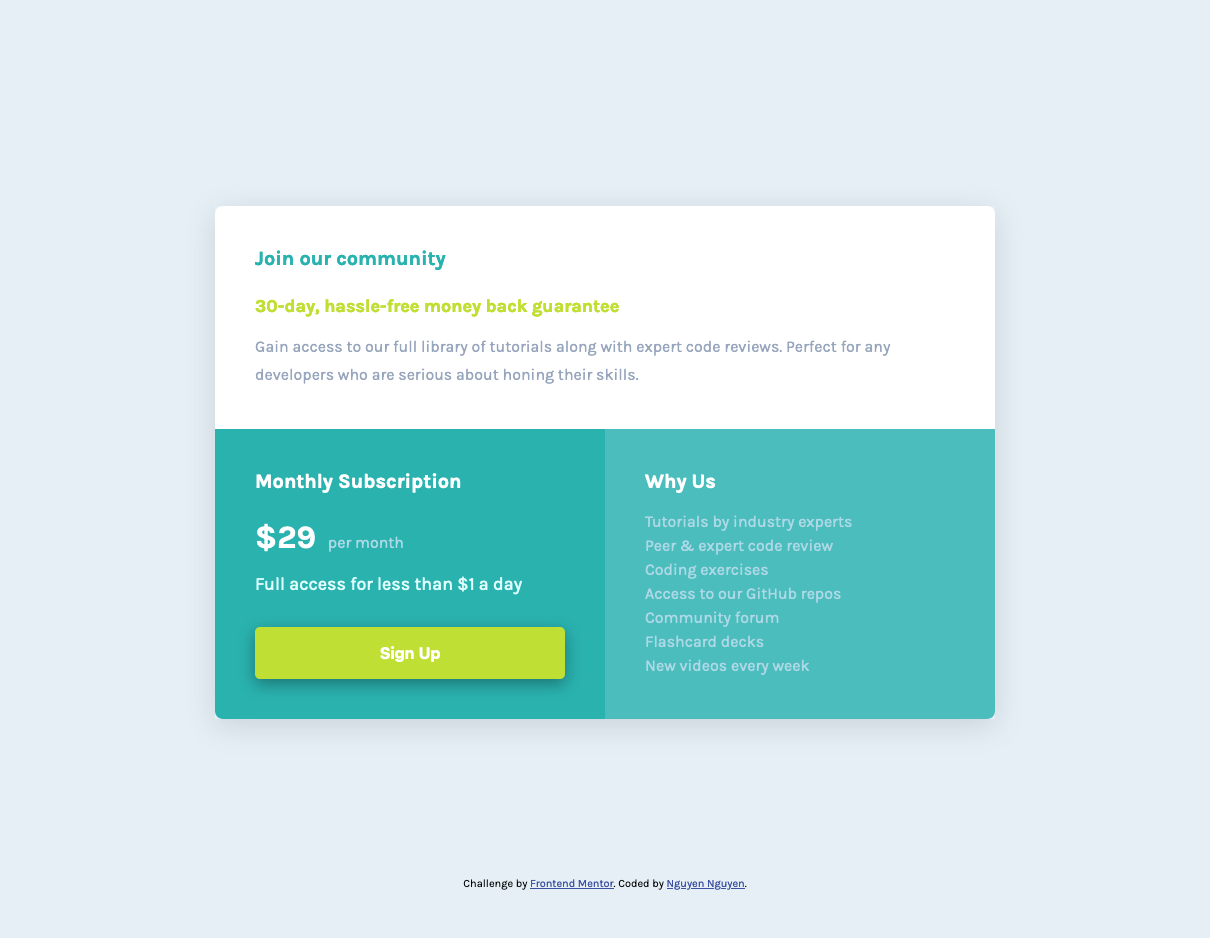 Join our community
30-day, hassle-free money back guarantee
Gain access to our full library of tutorials along with expert code reviews. Perfect for any
developers who are serious about honing their skills.
Monthly Subscription
$29 per month
Full access for less than $1 a day
Sign Up
Why Us
Tutorials by industry experts
Peer & expert code review
Coding exercises
Access to our GitHub repos
Community forum
Flashcard decks
New videos every week
Challenge by Frontend Mentor. Coded by Nguyen Nguyen.